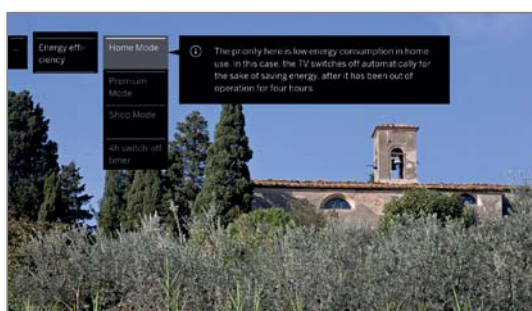 ...
Energy effi-
ciency
Home Mode
Premium
Mode
Shop Mode
4h switch-off
timer
The priority here is low energy consumption in home
use. In this case, the TV switches off automatically for
the sake of saving energy, after it has been out of
operation for four hours.